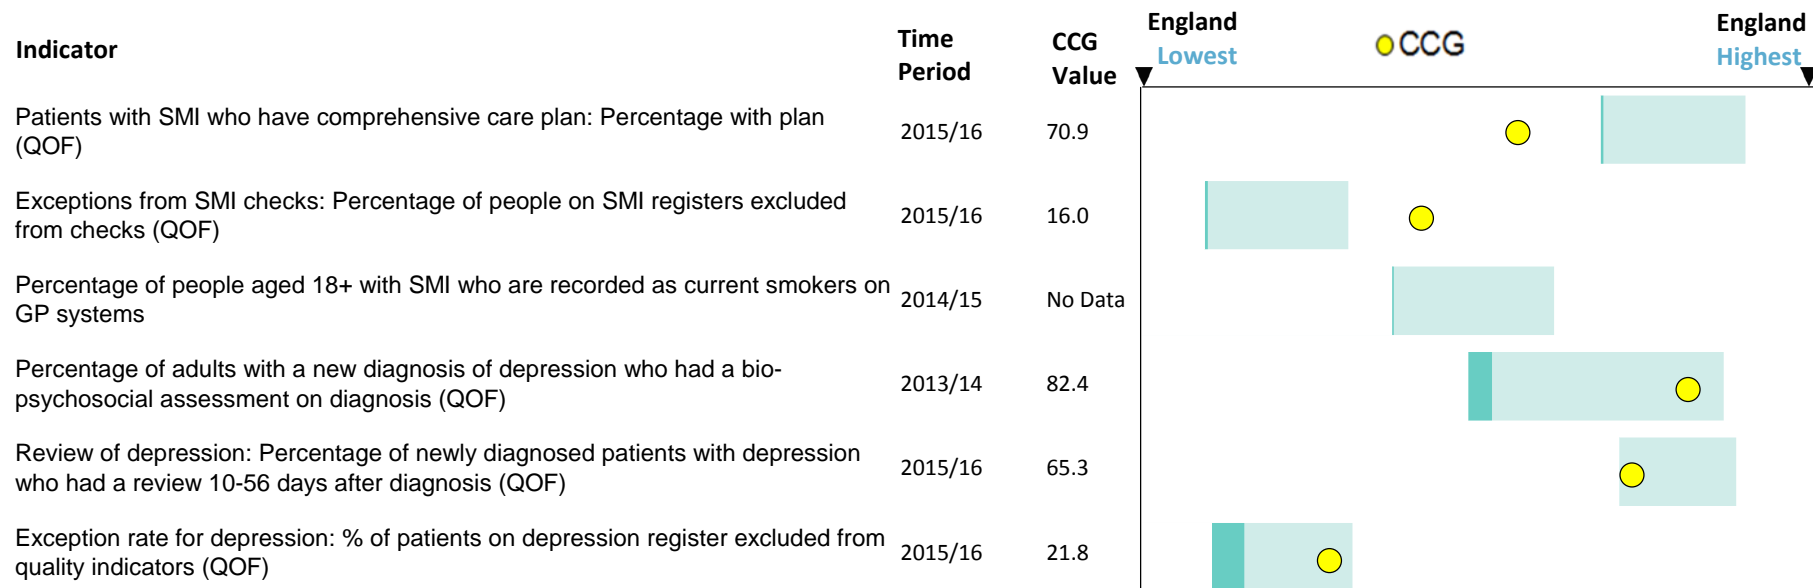 Indicator
Time
Period
CCG
Value
England
Lowest
CCG
England
Highest
Patients with SMI who have comprehensive care plan: Percentage with plan
(QOF)
2015/16
70.9
Exceptions from SMI checks: Percentage of people on SMI registers excluded
from checks (QOF)
2015/16
16.0
Percentage of people aged 18+ with SMI who are recorded as current smokers on
GP systems
2014/15
No Data
Percentage of adults with a new diagnosis of depression who had a bio-
psychosocial assessment on diagnosis (QOF)
2013/14
82.4
Review of depression: Percentage of newly diagnosed patients with depression
who had a review 10-56 days after diagnosis (QOF)
2015/16
65.3
Exception rate for depression: % of patients on depression register excluded from
quality indicators (QOF)
2015/16
21.8